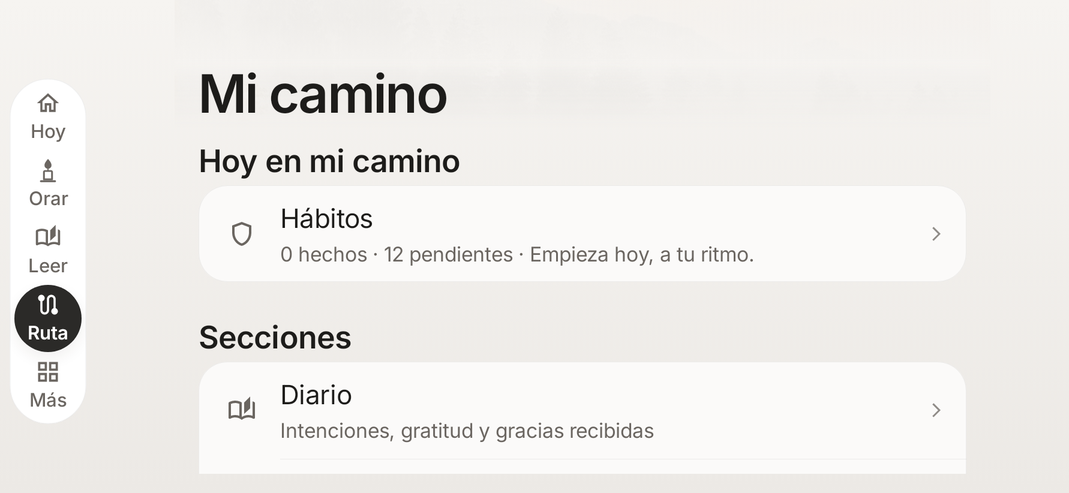 Mi camino
Hoy en mi camino
Hábitos
0 hechos · 12 pendientes · Empieza hoy, a tu ritmo.
Secciones
Diario
Intenciones, gratitud y gracias recibidas
Hoy
Orar
Leer
Ruta
Más